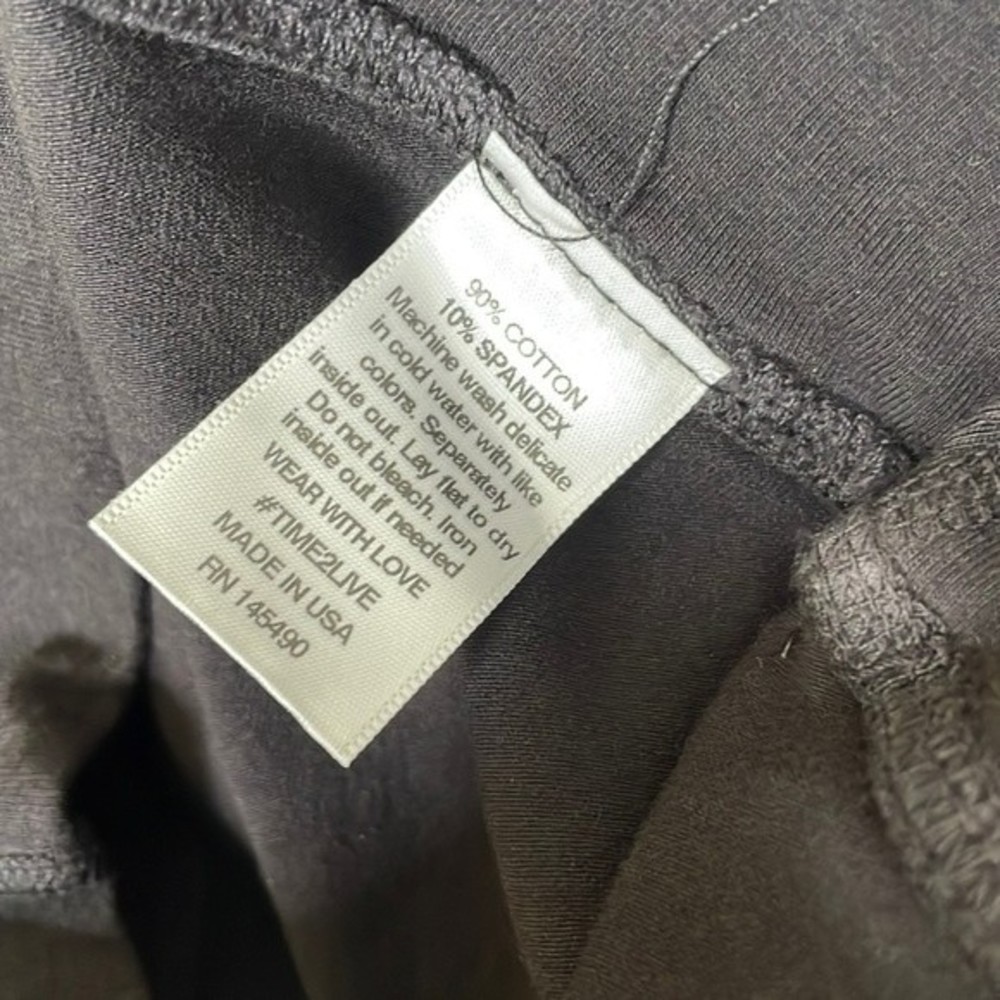 90% COTTON
10% SPANDEX
Machine wash delicate
in cold water with like
colors. Separately
inside out. Lay flat to dry
Do not bleach. Iron
inside out if needed
WEAR WITH LOVE
#TIME2LIVE
MADE IN USA
RN 145490